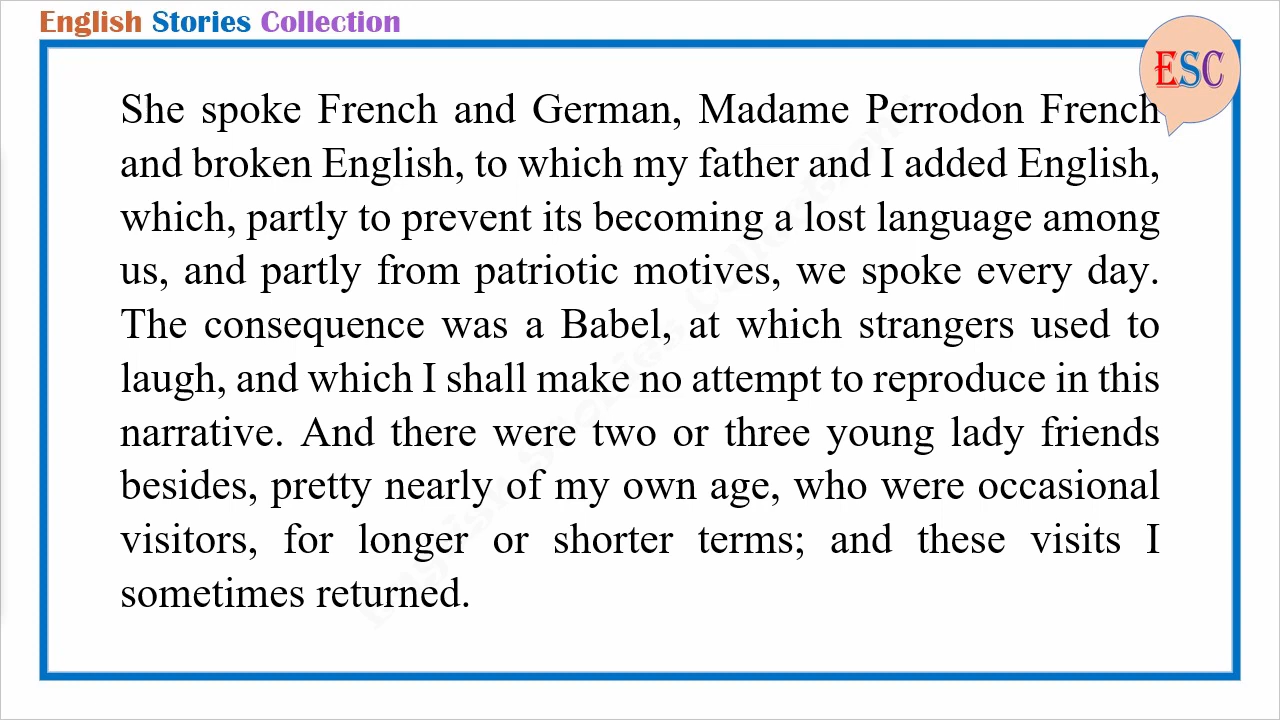 English Stories Collection
ESC
She spoke French and German, Madame Perrodon French
and broken English, to which my father and I added English,
which, partly to prevent its becoming a lost language among
us, and partly from patriotic motives, we spoke every day.
The consequence was a Babel, at which strangers used to
laugh, and which I shall make no attempt to reproduce in this
narrative. And there were two or three young lady friends
besides, pretty nearly of my own age, who were occasional
visitors, for longer or shorter terms; and these visits I
sometimes returned.